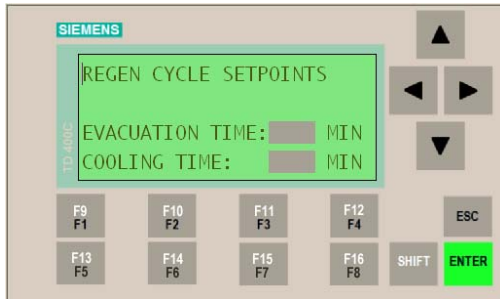 SIEMENS
REGEN CYCLE SETPOINTS
EVACUATION TIME: MIN
COOLING TIME: MIN
TD 400C
F9 F10 F11 F12
F1 F2 F3 F4
ESC
F13 F14 F15 F16
F5 F6 F7 F8
SHIFT ENTER